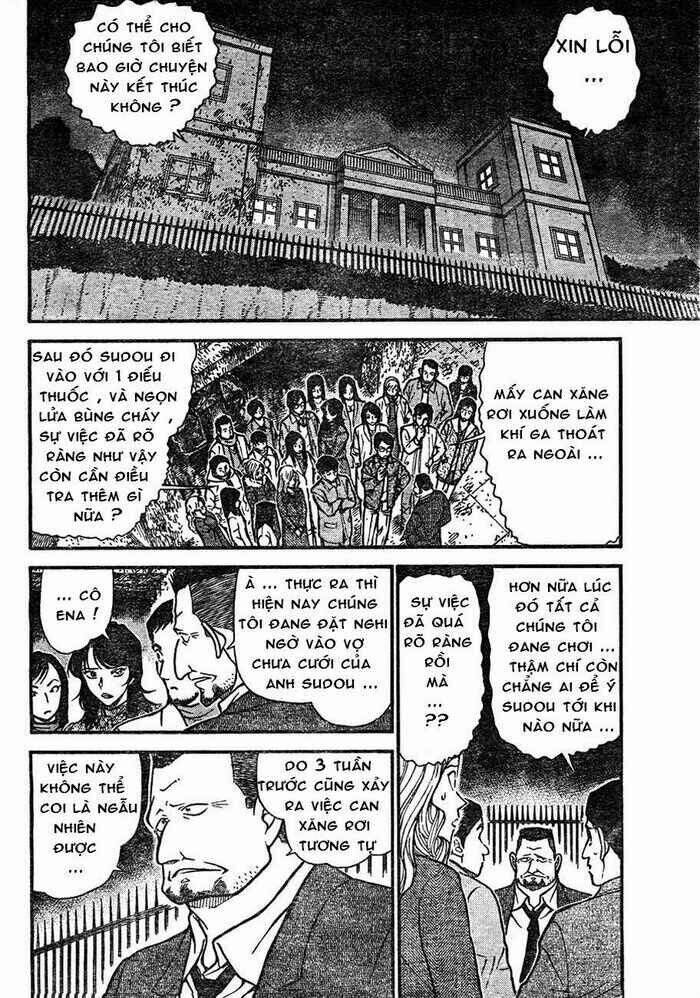 XIN LỖI
...
CÓ THỂ CHO
CHÚNG TÔI BIẾT
BAO GIỜ CHUYỆN
NÀY KẾT THÚC
KHÔNG ?
MẤY CAN XĂNG
RƠI XUỐNG LÀM
KHÍ GA THOÁT
RA NGOÀI ...
SAU ĐÓ SUDOU ĐI
VÀO VỚI 1 ĐIẾU
THUỐC , VÀ NGỌN
LỬA BÙNG CHÁY ,
SỰ VIỆC ĐÃ RÕ
RÀNG NHƯ VẬY
CÒN CẦN ĐIỀU
TRA THÊM GÌ
NỮA ?
HƠN NỮA LÚC
ĐÓ TẤT CẢ
CHÚNG TÔI
ĐANG CHƠI ...
THẬM CHÍ CÒN
CHẲNG AI ĐỂ Ý
SUDOU TỚI KHI
NÀO NỮA ...
SỰ VIỆC
ĐÃ QUÁ
RÕ RÀNG
RỒI
MÀ
...
??
À ... THỰC RA THÌ
HIỆN NAY CHÚNG
TÔI ĐANG ĐẶT NGHI
NGỜ VÀO VỢ
CHƯA CƯỚI CỦA
ANH SUDOU ...
... CÔ
ENA !
DO 3 TUẦN
TRƯỚC CŨNG XẢY
RA VIỆC CAN
XĂNG RƠI
TƯƠNG TỰ
VIỆC NÀY
KHÔNG THỂ
COI LÀ NGẪU
NHIÊN
ĐƯỢC ...